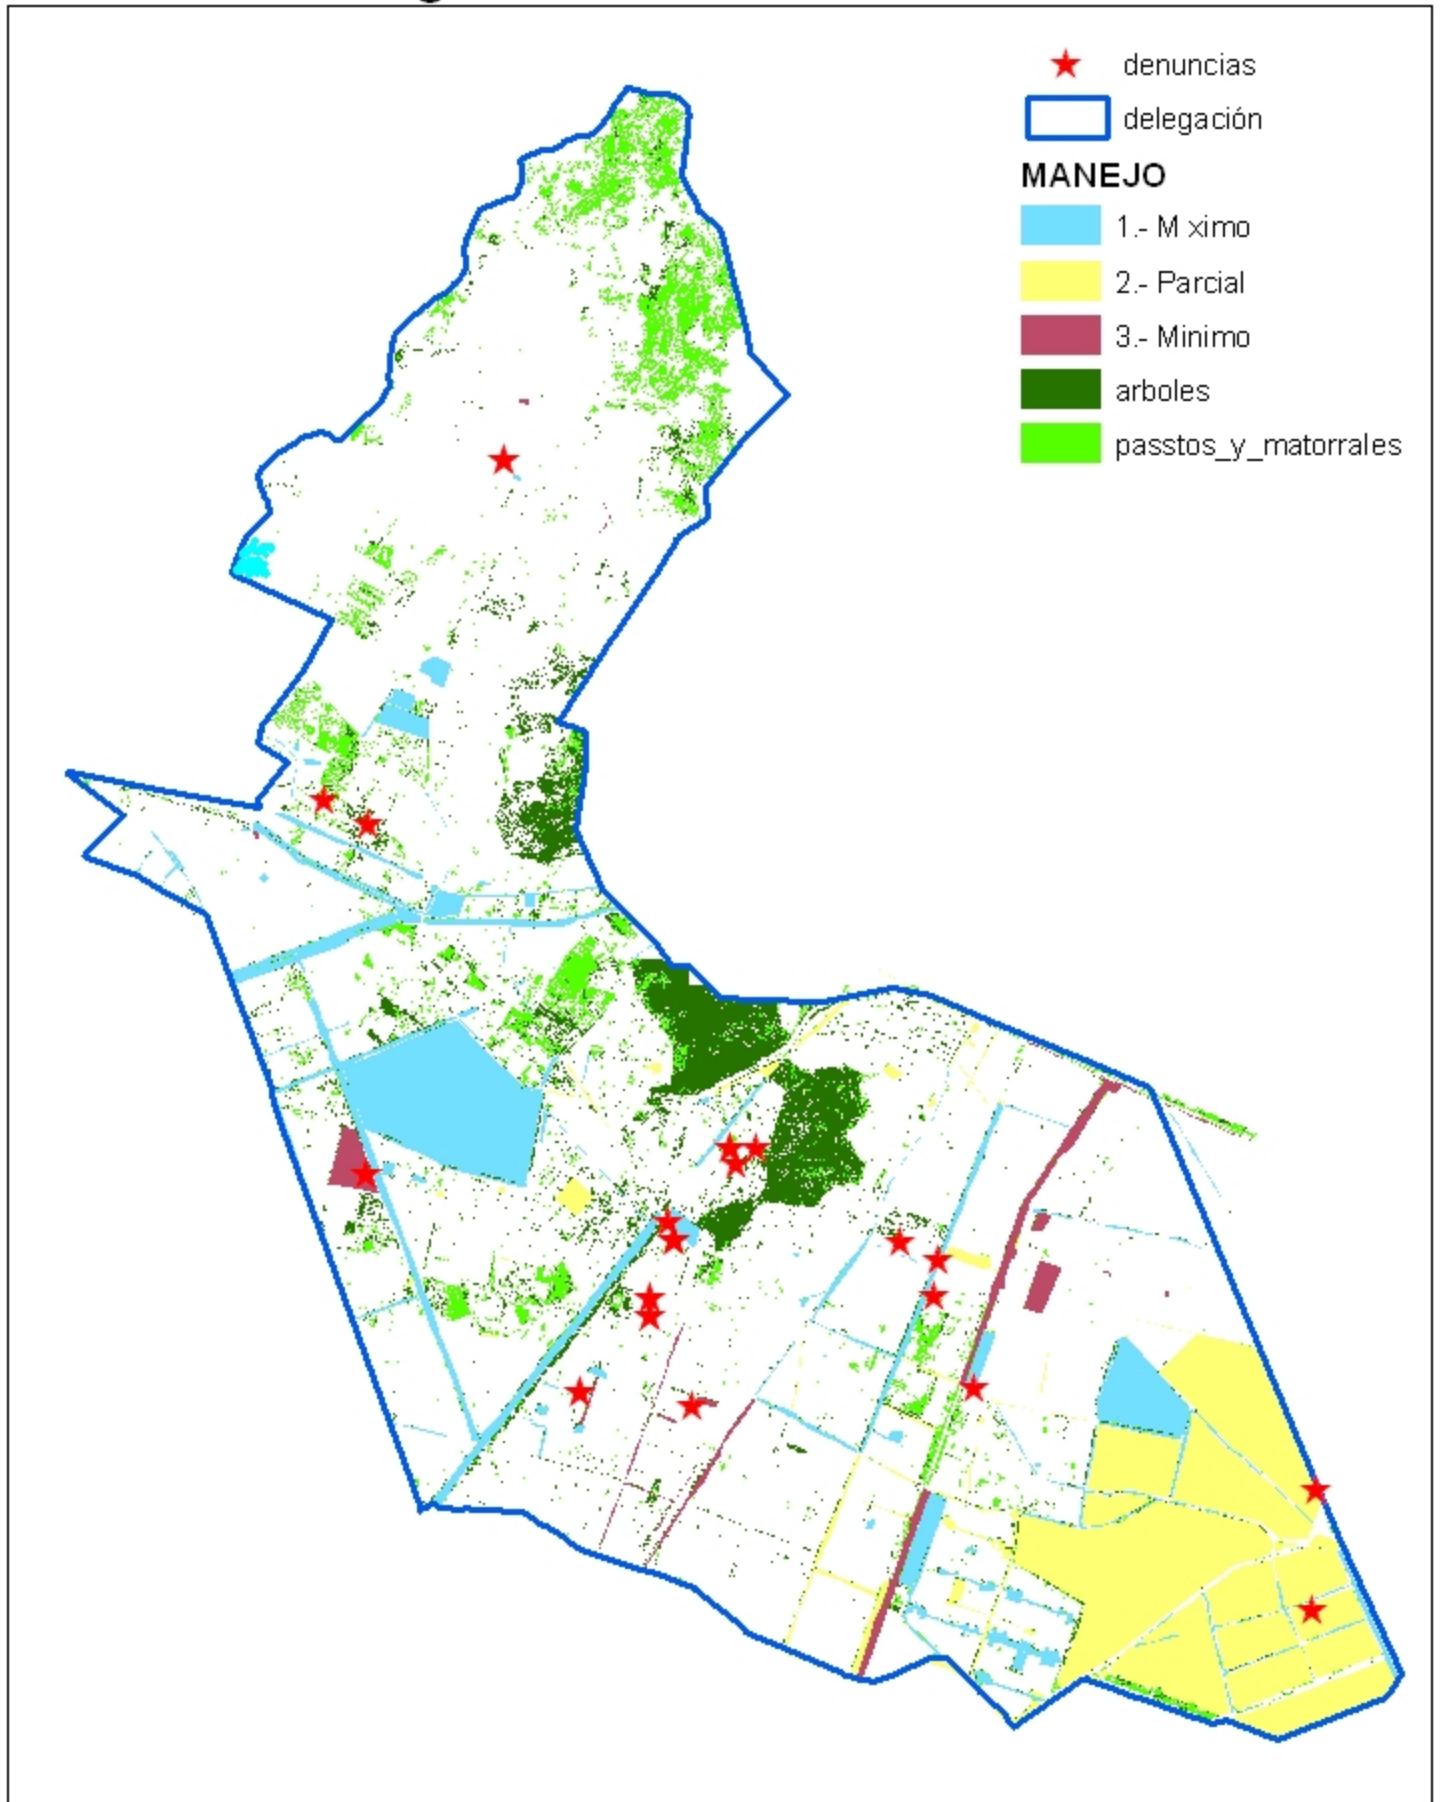 denuncias
delegación
MANEJO
1.- M ximo
2.- Parcial
3.- Minimo
arboles
passtos_y_matorrales